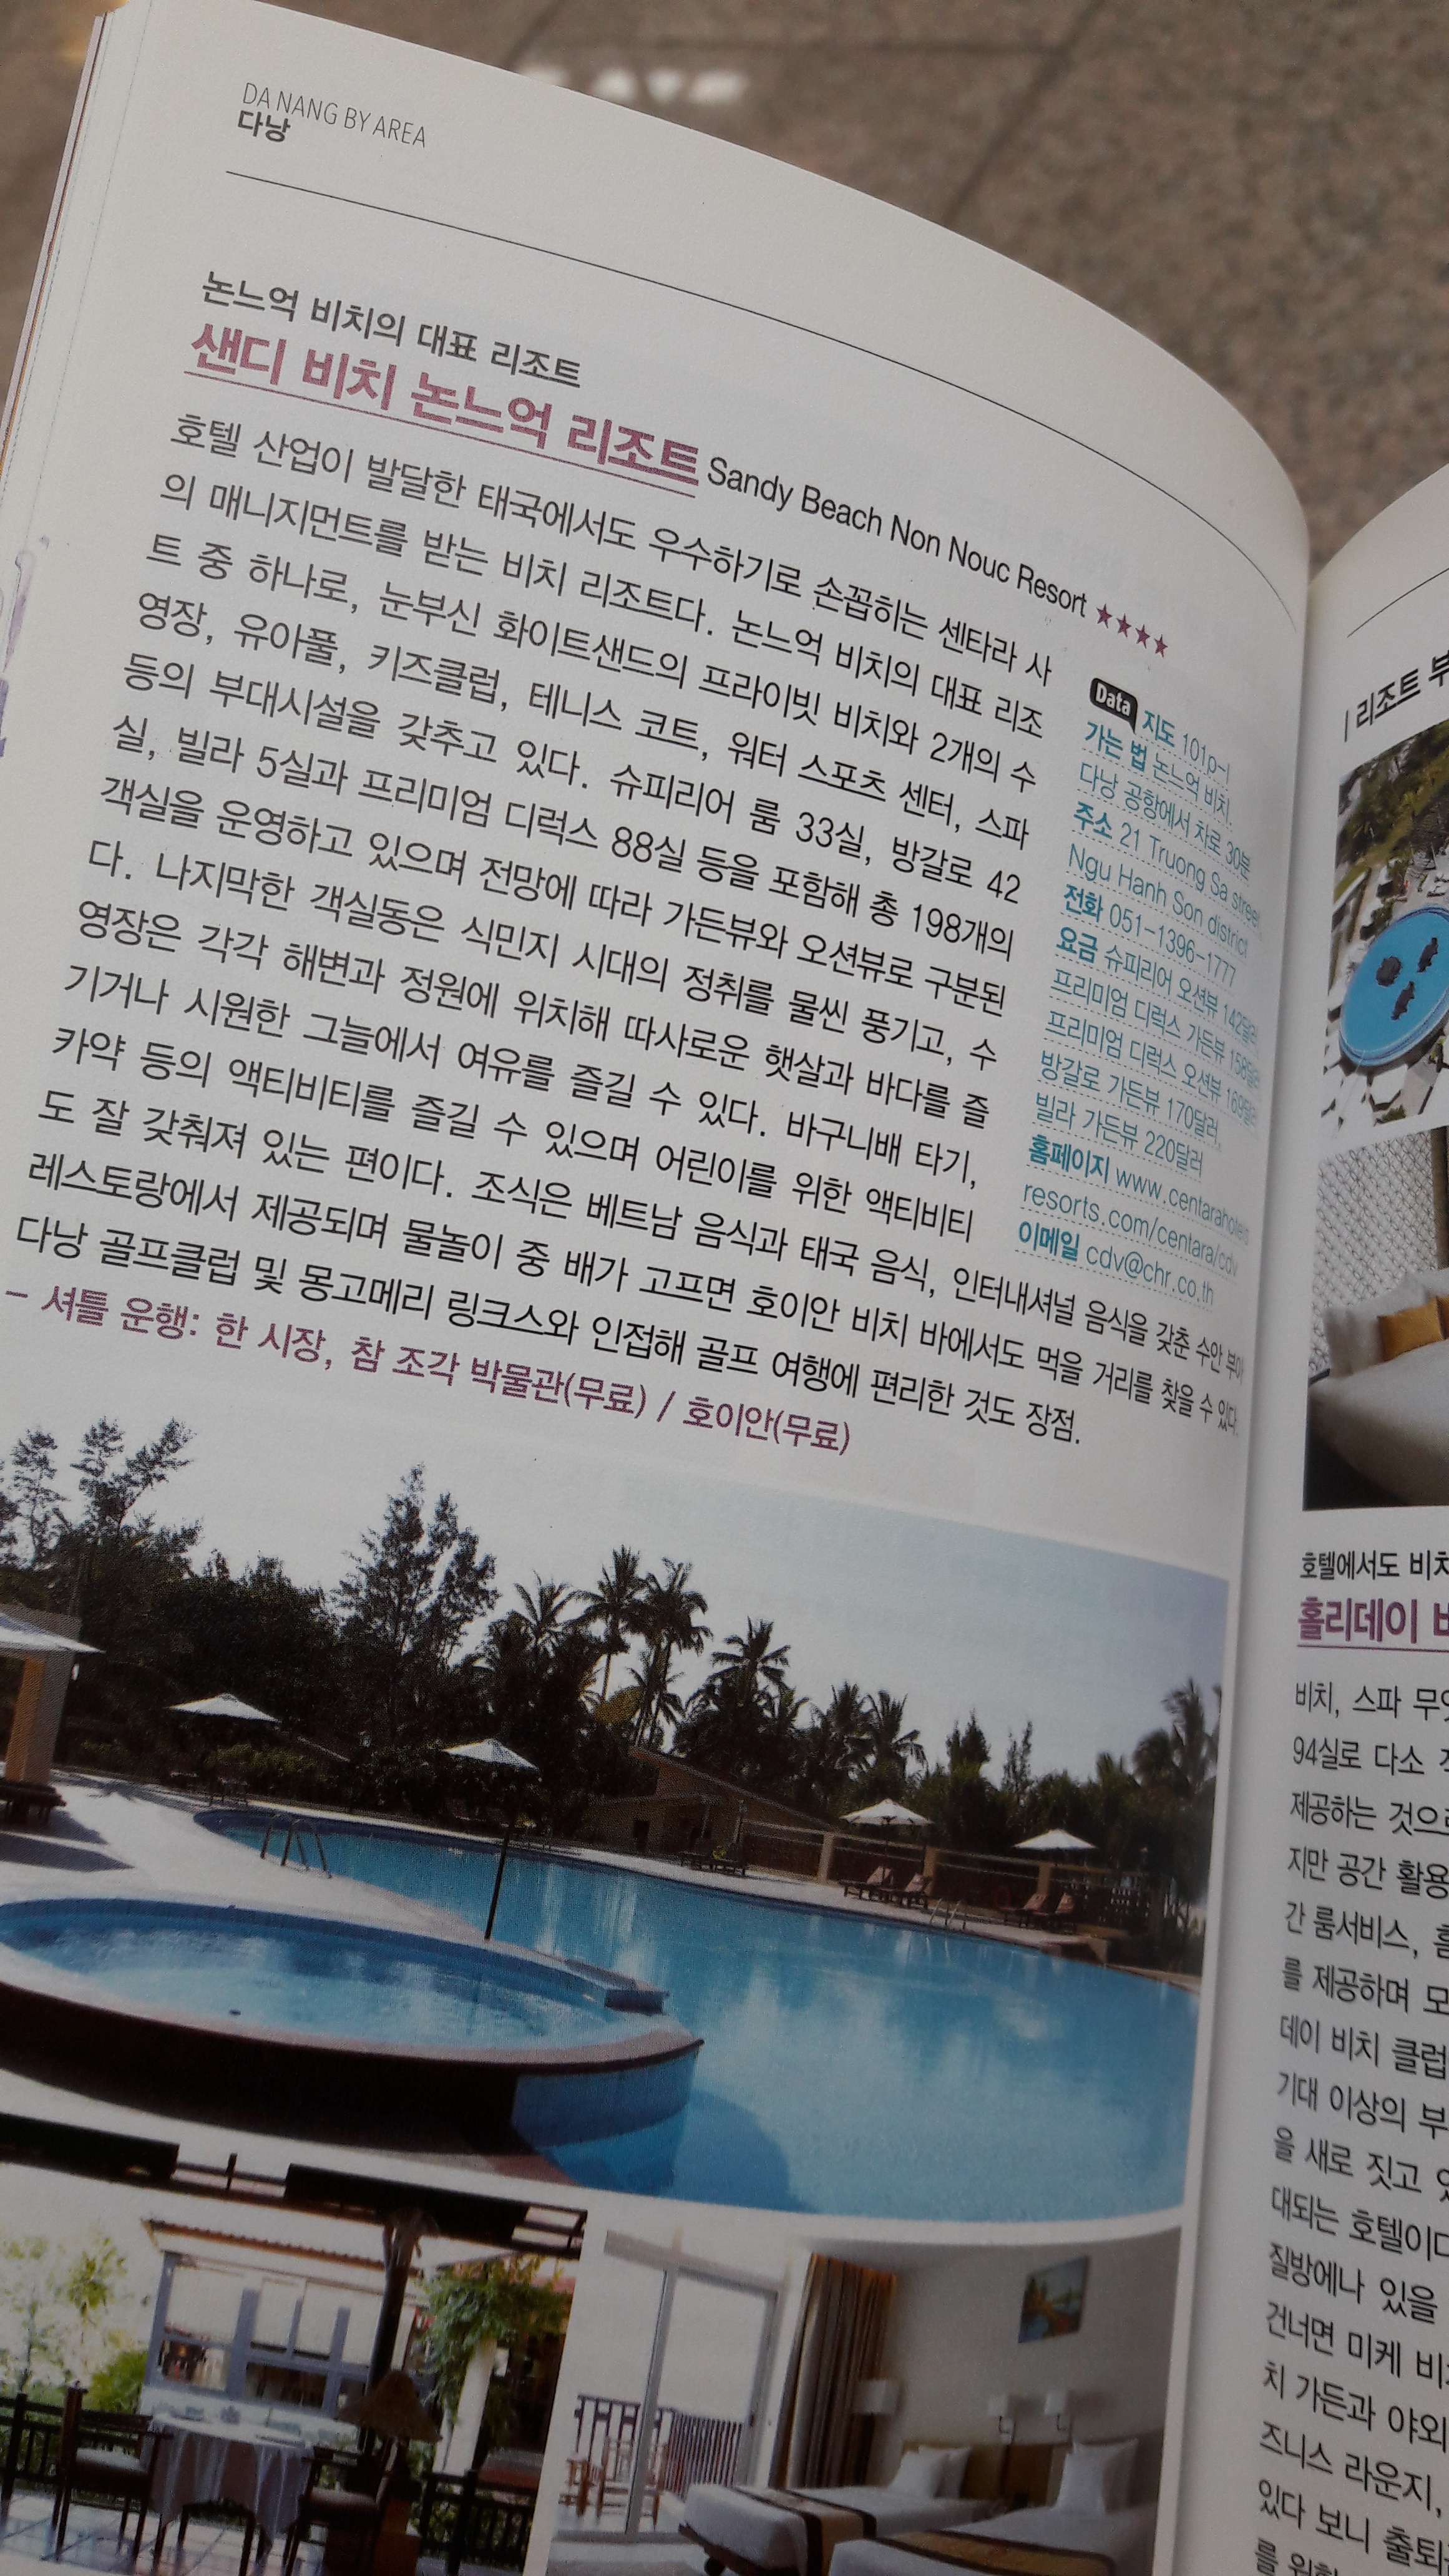 DA NANG BY AREA
다낭
논느억 비치의 대표 리조트
샌디 비치 논느억 리조트 Sandy Beach Non Nouc Resort ★★★★
호텔 산업이 발달한 태국에서도 우수하기로 손꼽히는 센타라 사
의 매니지먼트를 받는 비치 리조트다. 논느억 비치의 대표 리조
트 중 하나로, 눈부신 화이트샌드의 프라이빗 비치와 2개의 수
영장, 유아풀, 키즈클럽, 테니스 코트, 워터 스포츠 센터, 스파
등의 부대시설을 갖추고 있다. 슈피리어 룸 33실, 방갈로 42
실, 빌라 5실과 프리미엄 디럭스 88실 등을 포함해 총 198개의
객실을 운영하고 있으며 전망에 따라 가든뷰와 오션뷰로 구분된
다. 나지막한 객실동은 식민지 시대의 정취를 물씬 풍기고, 수
영장은 각각 해변과 정원에 위치해 따사로운 햇살과 바다를 즐
기거나 시원한 그늘에서 여유를 즐길 수 있다. 바구니배 타기,
카약 등의 액티비티를 즐길 수 있으며 어린이를 위한 액티비티
도 잘 갖춰져 있는 편이다. 조식은 베트남 음식과 태국 음식, 인터내셔널 음식을 갖춘 수안 부아
레스토랑에서 제공되며 물놀이 중 배가 고프면 호이안 비치 바에서도 먹을 거리를 찾을 수 있다.
다낭 골프클럽 및 몽고메리 링크스와 인접해 골프 여행에 편리한 것도 장점.
– 셔틀 운행: 한 시장, 참 조각 박물관(무료) / 호이안(무료)
Data 지도 101p-I
가는 법 논느억 비치.
다낭 공항에서 차로 30분
주소 21 Truong Sa street
Ngu Hanh Son district
전화 051-1396-1777
요금 슈피리어 오션뷰 142달러
프리미엄 디럭스 가든뷰 158달러
프리미엄 디럭스 오션뷰 169달러
방갈로 가든뷰 170달러,
빌라 가든뷰 220달러
홈페이지 www.centarahotels
resorts.com/centara/cdv
이메일 cdv@chr.co.th
| 리조트 부
호텔에서도 비치
홀리데이 비
비치, 스파 무엇
94실로 다소
제공하는 것으로
지만 공간 활용
간 룸서비스,
를 제공하며 모
데이 비치 클럽
기대 이상의 부
을 새로 짓고
대되는 호텔이다
질방에나 있을
건너면 미케 비
치 가든과 야외
즈니스 라운지,
있다 보니 출퇴
를 위한